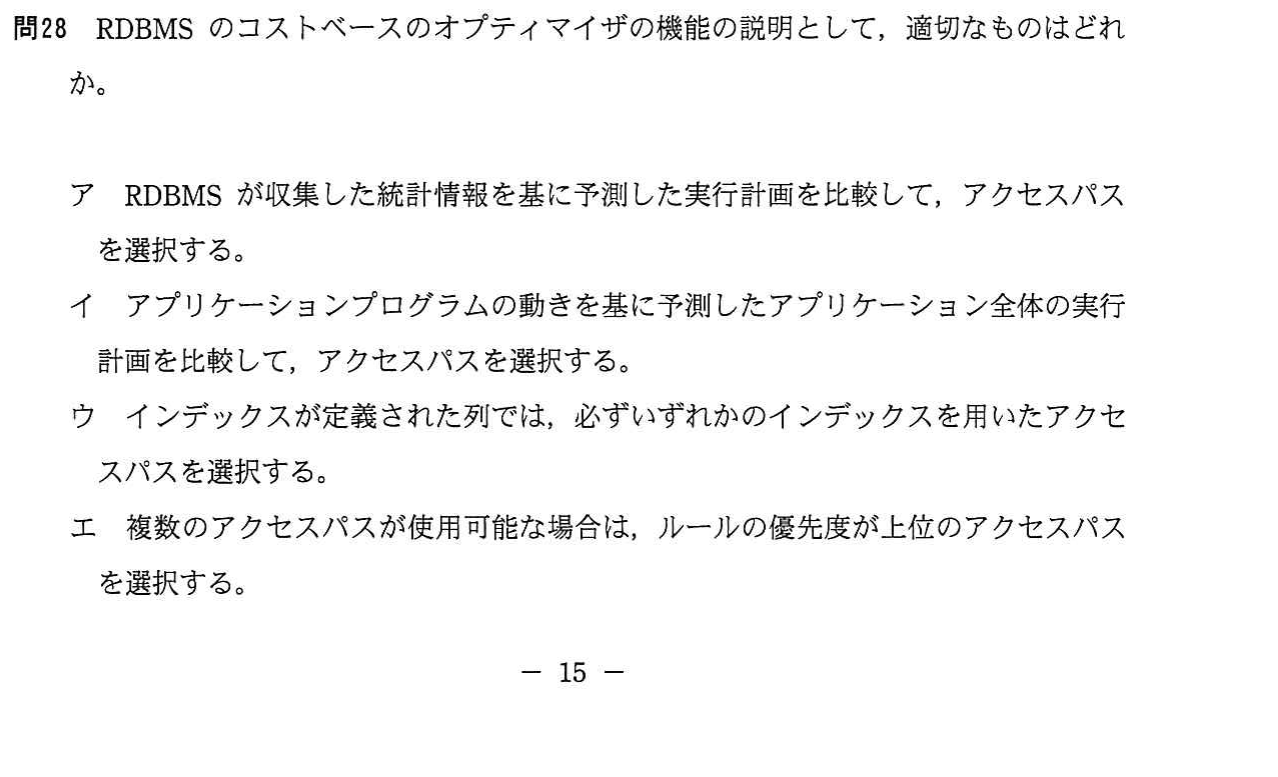 問28 RDBMS のコストベースのオプティマイザの機能の説明として，適切なものはどれ
か。
ア RDBMS が収集した統計情報を基に予測した実行計画を比較して，アクセスパス
を選択する。
イ アプリケーションプログラムの動きを基に予測したアプリケーション全体の実行
計画を比較して，アクセスパスを選択する。
ウ インデックスが定義された列では，必ずいずれかのインデックスを用いたアクセ
スパスを選択する。
エ 複数のアクセスパスが使用可能な場合は，ルールの優先度が上位のアクセスパス
を選択する。
－ 15 －